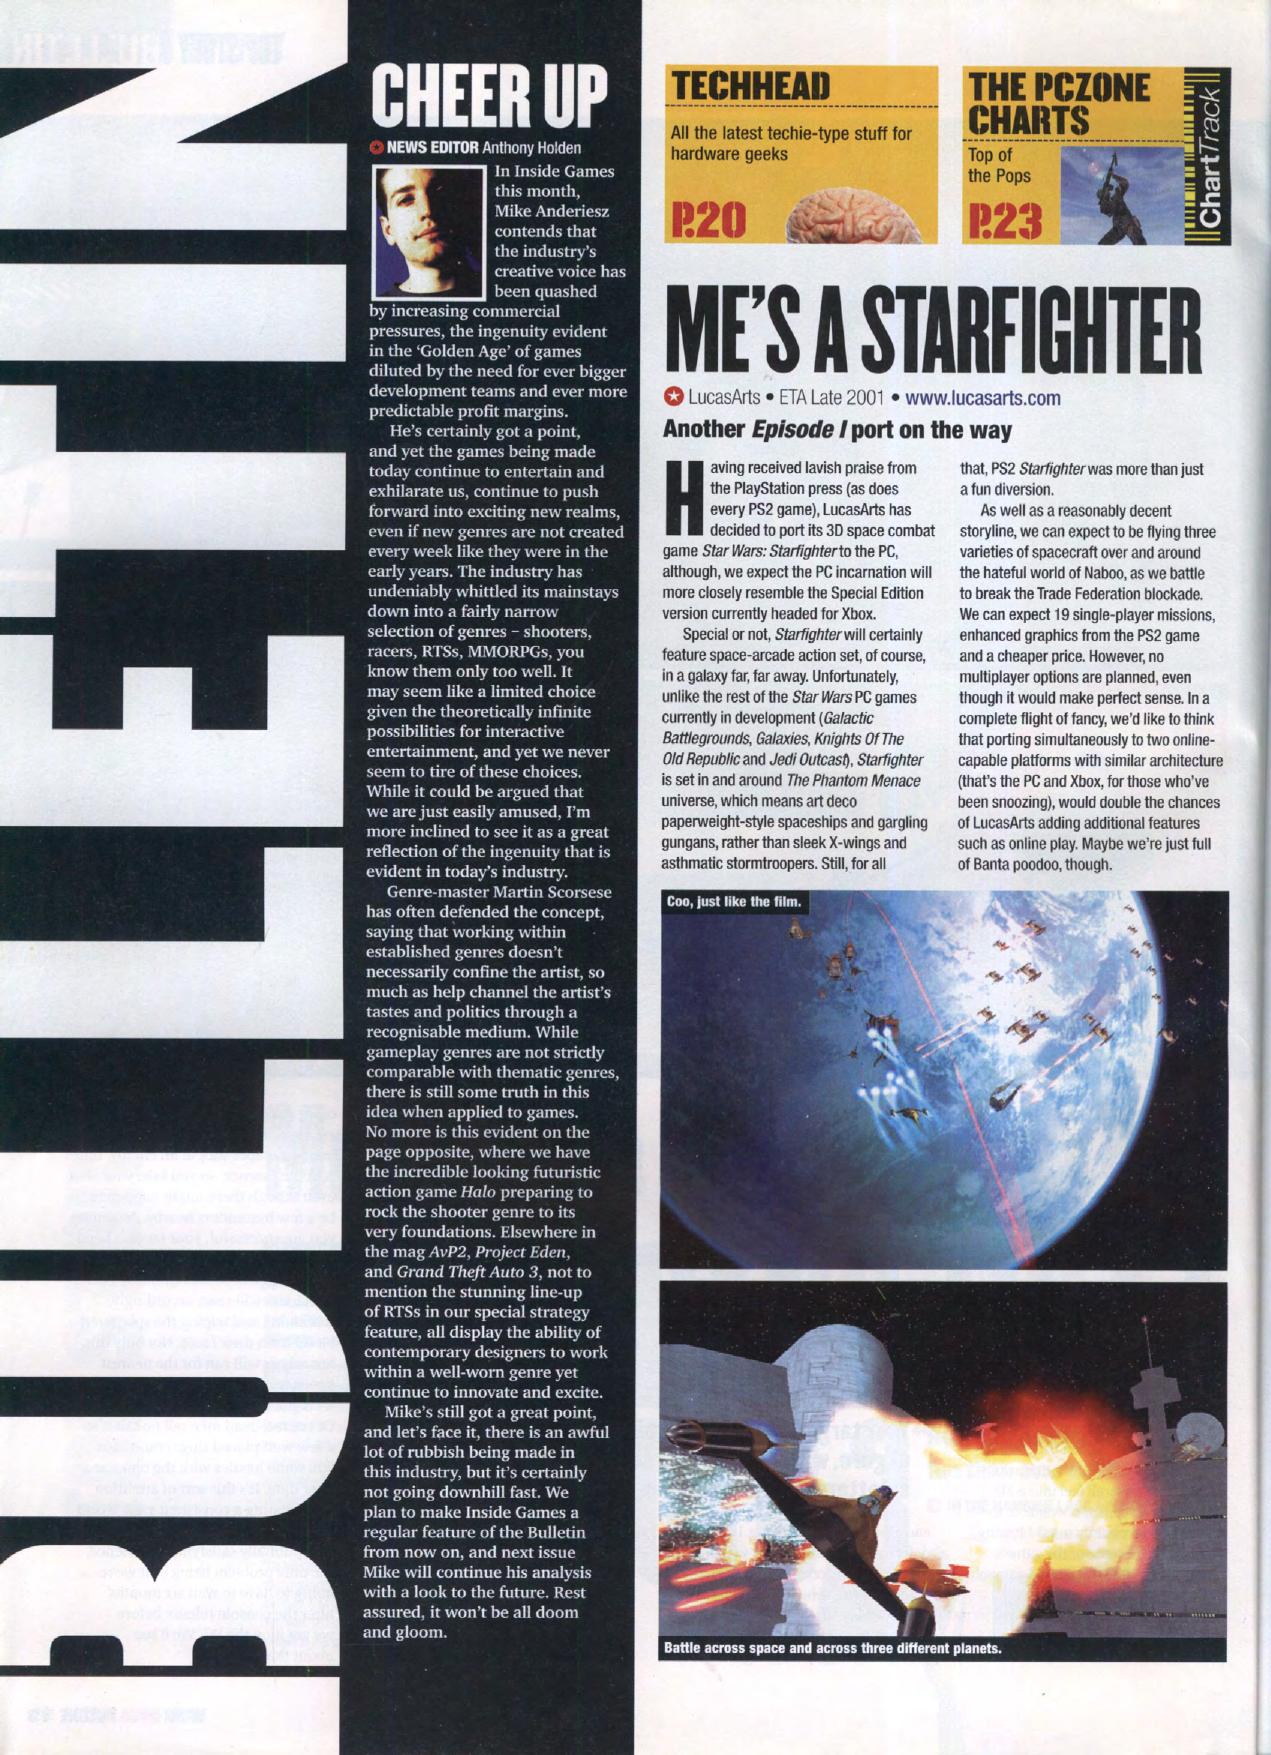 BULLETIN
CHEER UP
NEWS EDITOR Anthony Holden
In Inside Games
this month,
Mike Anderiesz
contends that
the industry's
creative voice has
been quashed
by increasing commercial
pressures, the ingenuity evident
in the 'Golden Age' of games
diluted by the need for ever bigger
development teams and ever more
predictable profit margins.
He's certainly got a point,
and yet the games being made
today continue to entertain and
exhilarate us, continue to push
forward into exciting new realms,
even if new genres are not created
every week like they were in the
early years. The industry has
undeniably whittled its mainstays
down into a fairly narrow
selection of genres – shooters,
racers, RTSs, MMORPGs, you
know them only too well. It
may seem like a limited choice
given the theoretically infinite
possibilities for interactive
entertainment, and yet we never
seem to tire of these choices.
While it could be argued that
we are just easily amused, I'm
more inclined to see it as a great
reflection of the ingenuity that is
evident in today's industry.
Genre-master Martin Scorsese
has often defended the concept,
saying that working within
established genres doesn't
necessarily confine the artist, so
much as help channel the artist's
tastes and politics through a
recognisable medium. While
gameplay genres are not strictly
comparable with thematic genres,
there is still some truth in this
idea when applied to games.
No more is this evident on the
page opposite, where we have
the incredible looking futuristic
action game Halo preparing to
rock the shooter genre to its
very foundations. Elsewhere in
the mag AvP2, Project Eden,
and Grand Theft Auto 3, not to
mention the stunning line-up
of RTSs in our special strategy
feature, all display the ability of
contemporary designers to work
within a well-worn genre yet
continue to innovate and excite.
Mike's still got a great point,
and let's face it, there is an awful
lot of rubbish being made in
this industry, but it's certainly
not going downhill fast. We
plan to make Inside Games a
regular feature of the Bulletin
from now on, and next issue
Mike will continue his analysis
with a look to the future. Rest
assured, it won't be all doom
and gloom.
TECHHEAD
All the latest techie-type stuff for
hardware geeks
P.20
THE PCZONE
CHARTS
Top of
the Pops
P.23
ChartTrack
ME'S A STARFIGHTER
LucasArts • ETA Late 2001 • www.lucasarts.com
Another Episode I port on the way
Having received lavish praise from
the PlayStation press (as does
every PS2 game), LucasArts has
decided to port its 3D space combat
game Star Wars: Starfighter to the PC,
although, we expect the PC incarnation will
more closely resemble the Special Edition
version currently headed for Xbox.
Special or not, Starfighter will certainly
feature space-arcade action set, of course,
in a galaxy far, far away. Unfortunately,
unlike the rest of the Star Wars PC games
currently in development (Galactic
Battlegrounds, Galaxies, Knights Of The
Old Republic and Jedi Outcast), Starfighter
is set in and around The Phantom Menace
universe, which means art deco
paperweight-style spaceships and gargling
gungans, rather than sleek X-wings and
asthmatic stormtroopers. Still, for all
that, PS2 Starfighter was more than just
a fun diversion.
As well as a reasonably decent
storyline, we can expect to be flying three
varieties of spacecraft over and around
the hateful world of Naboo, as we battle
to break the Trade Federation blockade.
We can expect 19 single-player missions,
enhanced graphics from the PS2 game
and a cheaper price. However, no
multiplayer options are planned, even
though it would make perfect sense. In a
complete flight of fancy, we'd like to think
that porting simultaneously to two online-
capable platforms with similar architecture
(that's the PC and Xbox, for those who've
been snoozing), would double the chances
of LucasArts adding additional features
such as online play. Maybe we're just full
of Banta poodoo, though.
Coo, just like the film.
Battle across space and across three different planets.